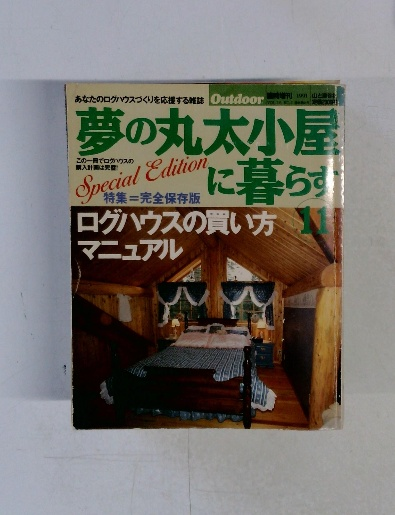 あなたのログハウスづくりを応援する雑誌 Outdoor
夢の丸太小屋
に暮らす
この一冊でログハウスの
購入計画は完璧!
Special Edition
特集=完全保存版
11
ログハウスの買い方
マニュアル